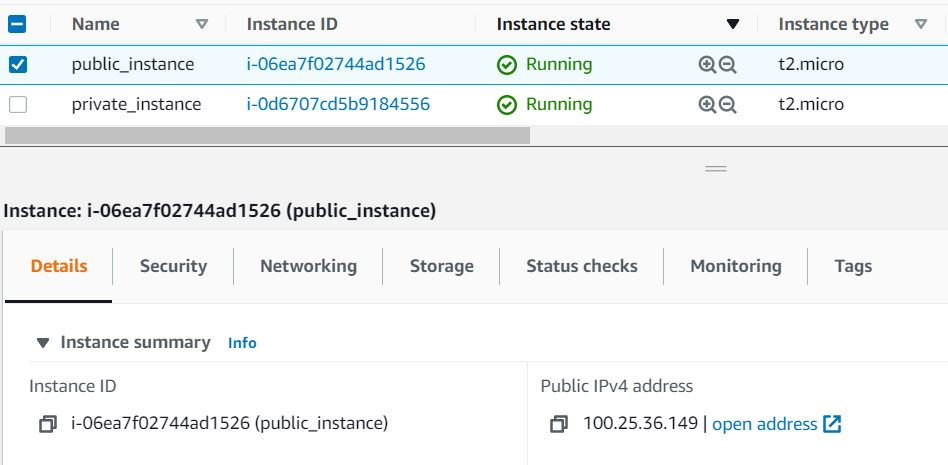 Name Instance ID Instance state Instance type
public_instance i-06ea7f02744ad1526 Running t2.micro
private_instance i-0d6707cd5b9184556 Running t2.micro
Instance: i-06ea7f02744ad1526 (public_instance)
Details Security Networking Storage Status checks Monitoring Tags
Instance summary Info
Instance ID Public IPv4 address
i-06ea7f02744ad1526 (public_instance) 100.25.36.149 | open address